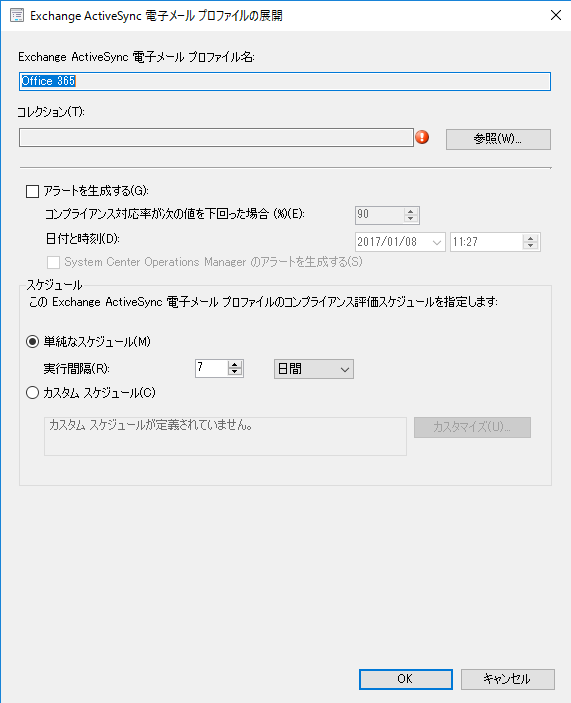 Exchange ActiveSync 電子メール プロファイルの展開
Exchange ActiveSync 電子メール プロファイル名:
Office 365
コレクション(T):
参照(W)...
アラートを生成する(G):
コンプライアンス対応率が次の値を下回った場合 (%)(E):
90
日付と時刻(D):
2017/01/08
11:27
System Center Operations Manager のアラートを生成する(S)
スケジュール
この Exchange ActiveSync 電子メール プロファイルのコンプライアンス評価スケジュールを指定します:
単純なスケジュール(M)
実行間隔(R):
7
日間
カスタム スケジュール(C)
カスタム スケジュールが定義されていません。
カスタマイズ(U)...
OK
キャンセル